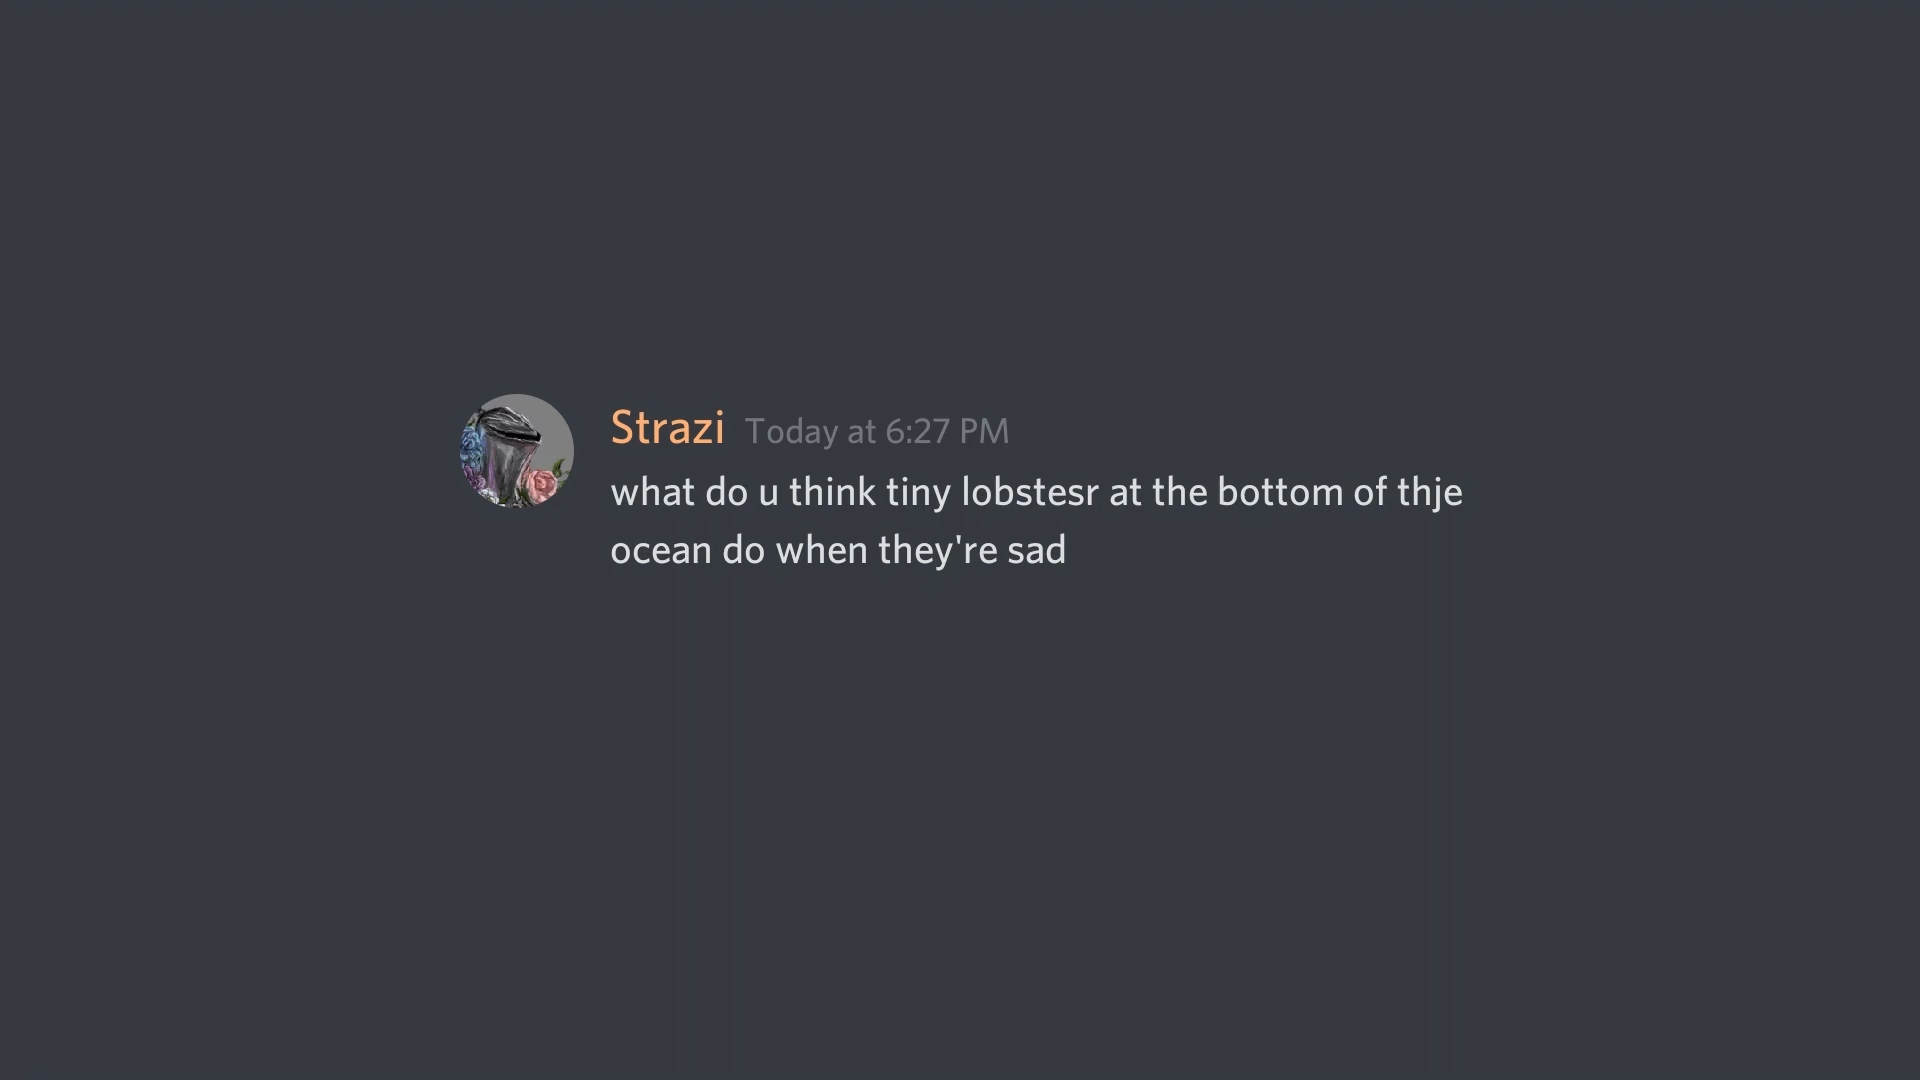 Strazi Today at 6:27 PM
what do u think tiny lobstesr at the bottom of thje
ocean do when they're sad